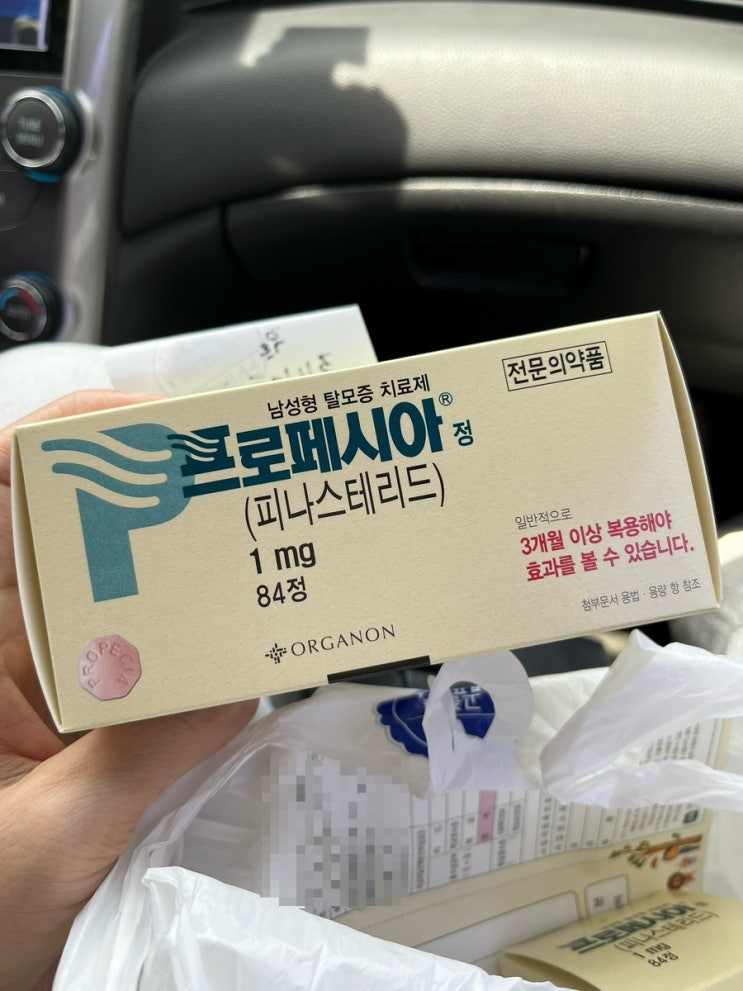 전문의약품
남성형 탈모증 치료제
프로페시아® 정
(피나스테리드)
1 mg
84정
일반적으로
3개월 이상 복용해야
효과를 볼 수 있습니다.
첨부문서 용법·용량 항 참조
ORGANON
PROPECIA
프로페시아
(피나스테리드)
1 mg
84정